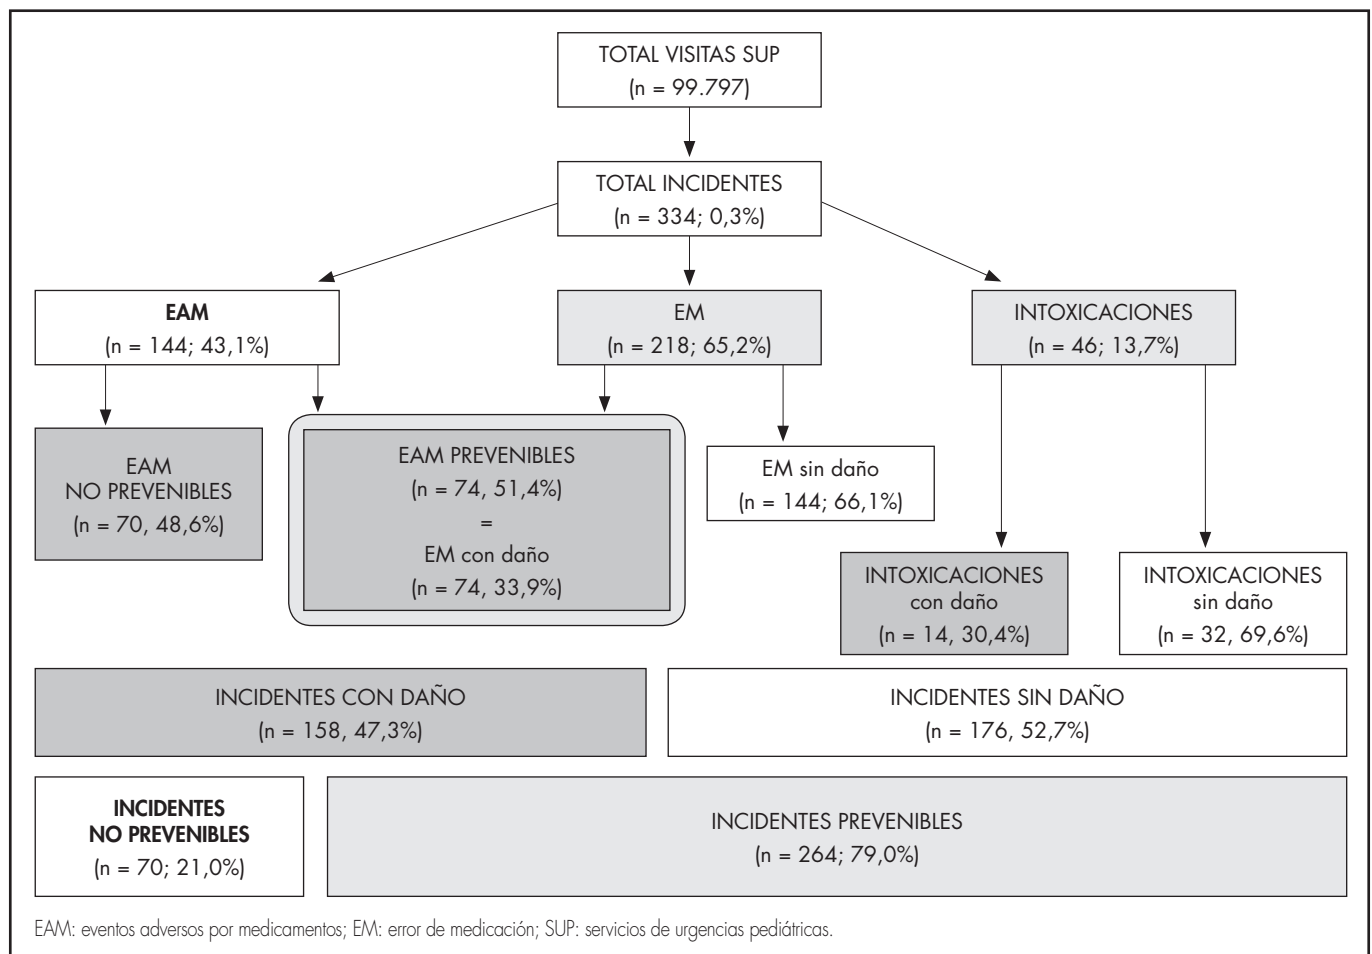 TOTAL VISITAS SUP
(n = 99.797)
TOTAL INCIDENTES
(n = 334; 0,3%)
EAM
(n = 144; 43,1%)
EM
(n = 218; 65,2%)
INTOXICACIONES
(n = 46; 13,7%)
EAM
NO PREVENIBLES
(n = 70, 48,6%)
EAM PREVENIBLES
(n = 74, 51,4%)
=
EM con daño
(n = 74, 33,9%)
EM sin daño
(n = 144; 66,1%)
INTOXICACIONES
con daño
(n = 14, 30,4%)
INTOXICACIONES
sin daño
(n = 32, 69,6%)
INCIDENTES CON DAÑO
(n = 158, 47,3%)
INCIDENTES SIN DAÑO
(n = 176, 52,7%)
INCIDENTES
NO PREVENIBLES
(n = 70; 21,0%)
INCIDENTES PREVENIBLES
(n = 264; 79,0%)
EAM: eventos adversos por medicamentos; EM: error de medicación; SUP: servicios de urgencias pediátricas.